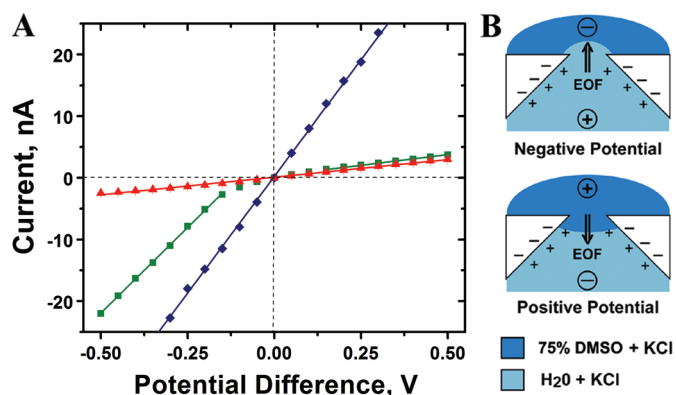 A
B
20
10
0
-10
-20
Current, nA
-0.50
-0.25
0.00
0.25
0.50
Potential Difference, V
−
EOF
− − −
+ + +
+ + +
− − −
+
Negative Potential
+
EOF
− − −
+ + +
+ + +
− − −
−
Positive Potential
75% DMSO + KCl
H20 + KCl